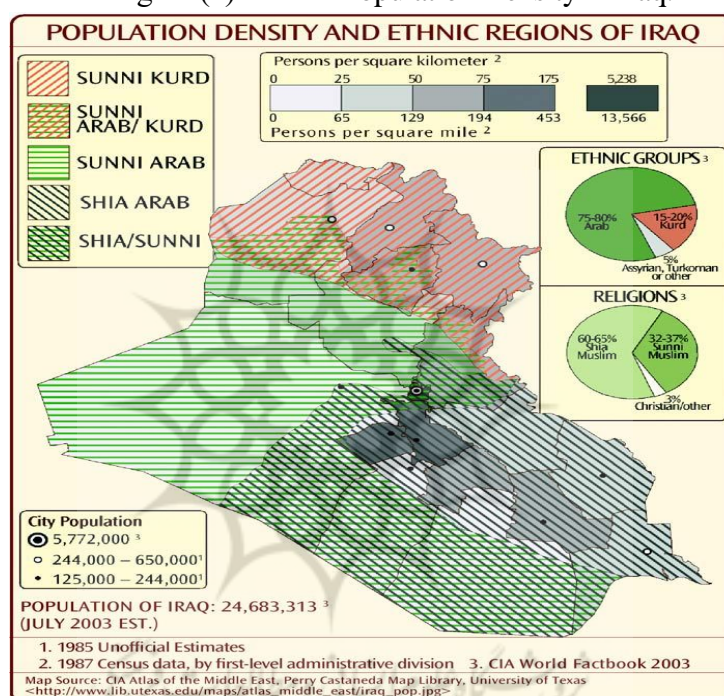 POPULATION DENSITY AND ETHNIC REGIONS OF IRAQ
SUNNI KURD
SUNNI
ARAB/ KURD
SUNNI ARAB
SHIA ARAB
SHIA/SUNNI
Persons per square kilometer 2
0 25 50 75 175 5,238
0 65 129 194 453 13,566
Persons per square mile 2
ETHNIC GROUPS 3
75-80%
Arab
15-20%
Kurd
5%
Assyrian, Turkoman
or other
RELIGIONS 3
60-65%
Shia
Muslim
32-37%
Sunni
Muslim
3%
Christian/other
City Population
5,772,000 3
244,000 – 650,000 1
125,000 – 244,000 1
POPULATION OF IRAQ: 24,683,313 3
(JULY 2003 EST.)
1. 1985 Unofficial Estimates
2. 1987 Census data, by first-level administrative division 3. CIA World Factbook 2003
Map Source: CIA Atlas of the Middle East, Perry Castaneda Map Library, University of Texas
<http://www.lib.utexas.edu/maps/atlas_middle_east/iraq_pop.jpg>